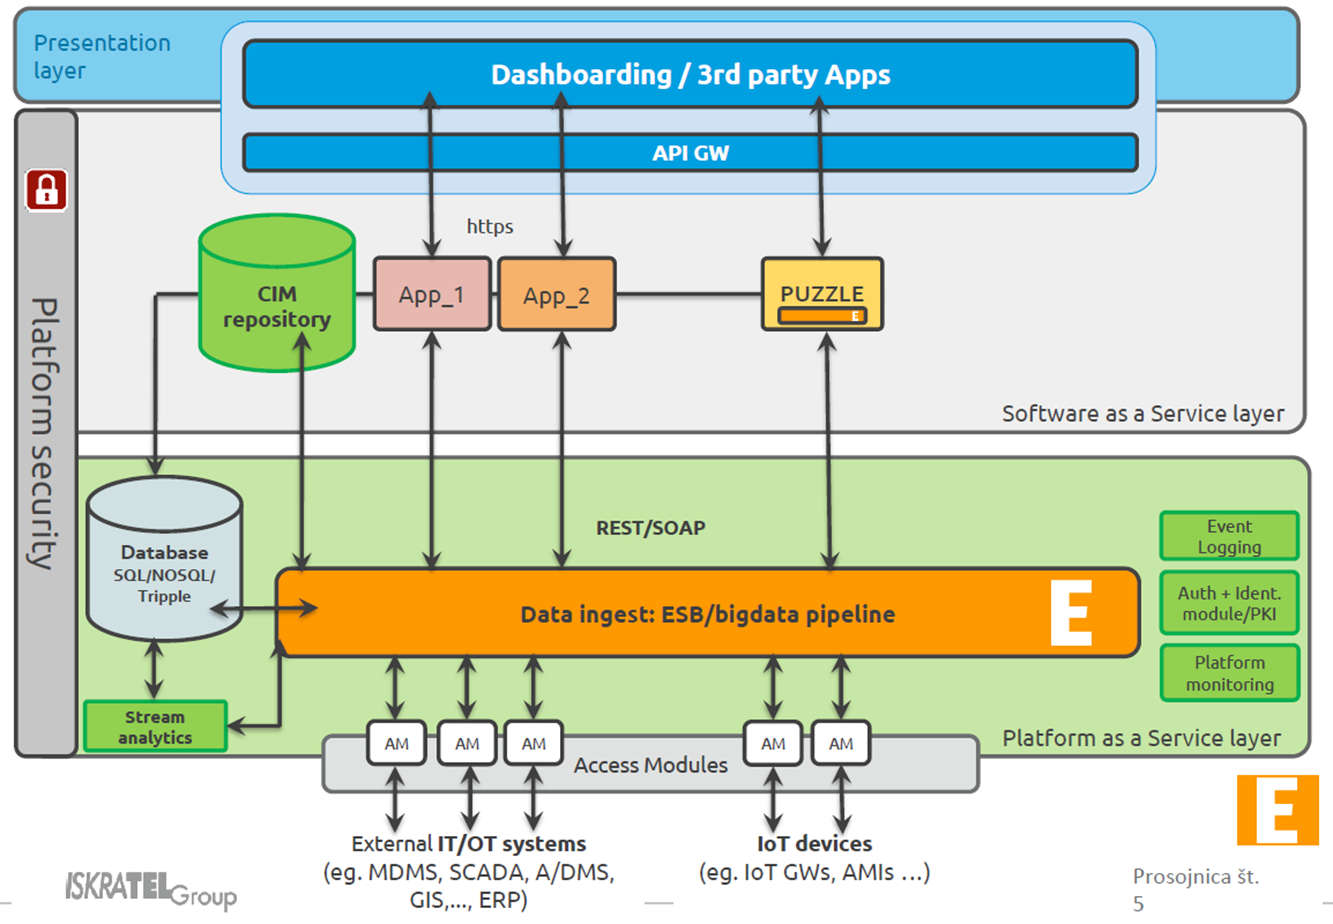 Presentation
layer
Dashboarding / 3rd party Apps
API GW
https
CIM
repository
App_1
App_2
PUZZLE
E
Platform security
Software as a Service layer
Database
SQL/NOSQL/
Tripple
REST/SOAP
Event
Logging
Data ingest: ESB/bigdata pipeline
E
Auth + Ident.
module/PKI
Platform
monitoring
Stream
analytics
AM
AM
AM
AM
AM
Platform as a Service layer
Access Modules
E
External IT/OT systems
(eg. MDMS, SCADA, A/DMS,
GIS,..., ERP)
IoT devices
(eg. IoT GWs, AMIs ...)
ISKRATEL Group
Prosojnica št.
5